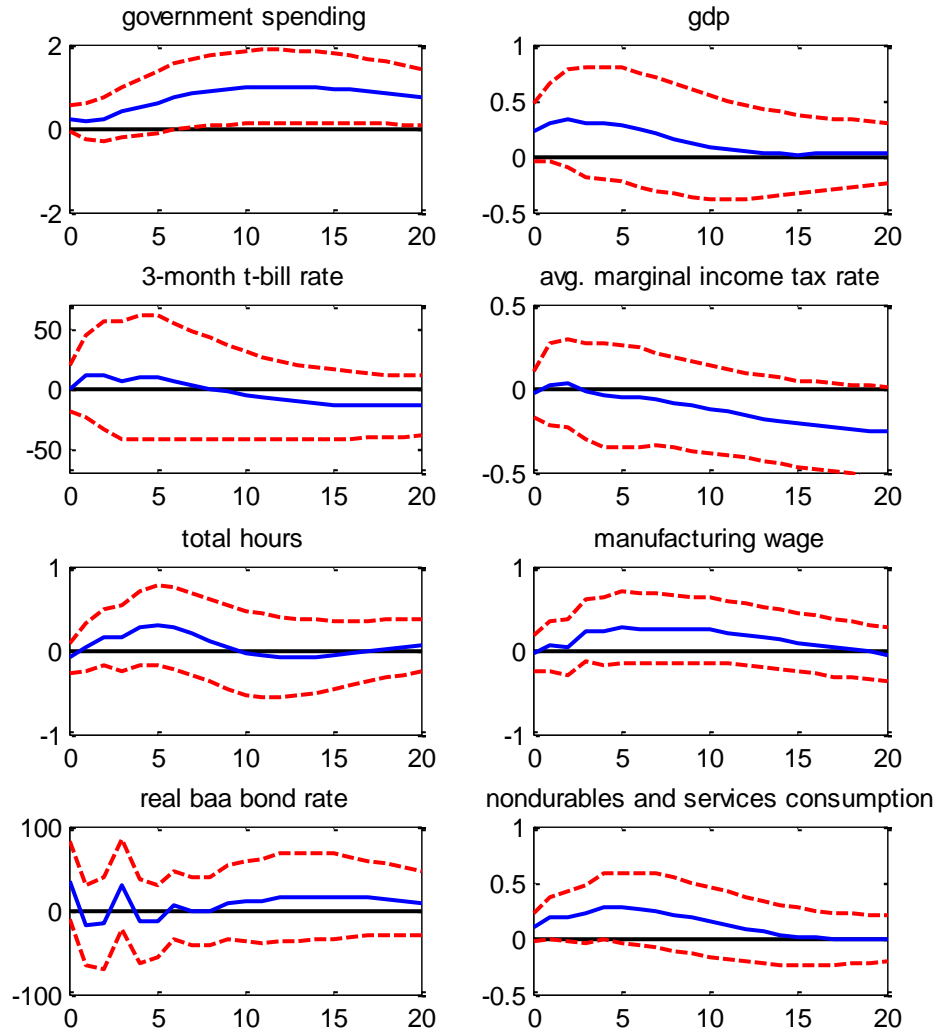 government spending
gdp
2
0
-2
0 5 10 15 20
1
0.5
0
-0.5
0 5 10 15 20
3-month t-bill rate
avg. marginal income tax rate
50
0
-50
0 5 10 15 20
0.5
0
-0.5
0 5 10 15 20
total hours
manufacturing wage
1
0
-1
0 5 10 15 20
1
0
-1
0 5 10 15 20
real baa bond rate
nondurables and services consumption
100
0
-100
0 5 10 15 20
1
0.5
0
-0.5
0 5 10 15 20